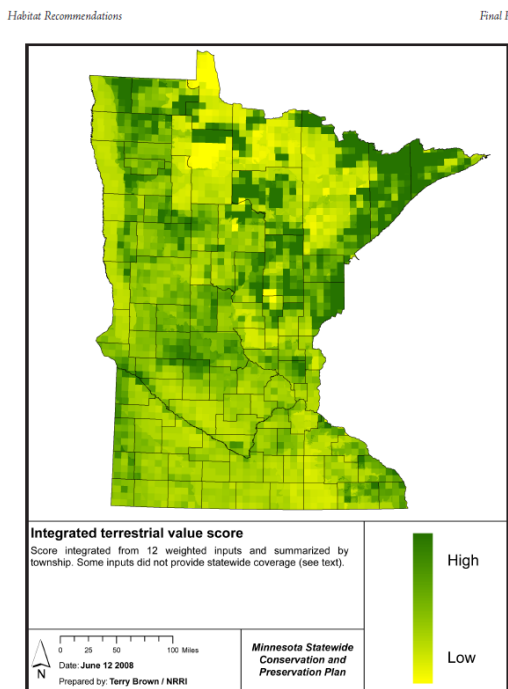 Habitat Recommendations
Final
Integrated terrestrial value score
Score integrated from 12 weighted inputs and summarized by
township. Some inputs did not provide statewide coverage (see text).
High
Low
N
0 25 50 100 Miles
Date: June 12 2008
Prepared by: Terry Brown / NRRI
Minnesota Statewide
Conservation and
Preservation Plan